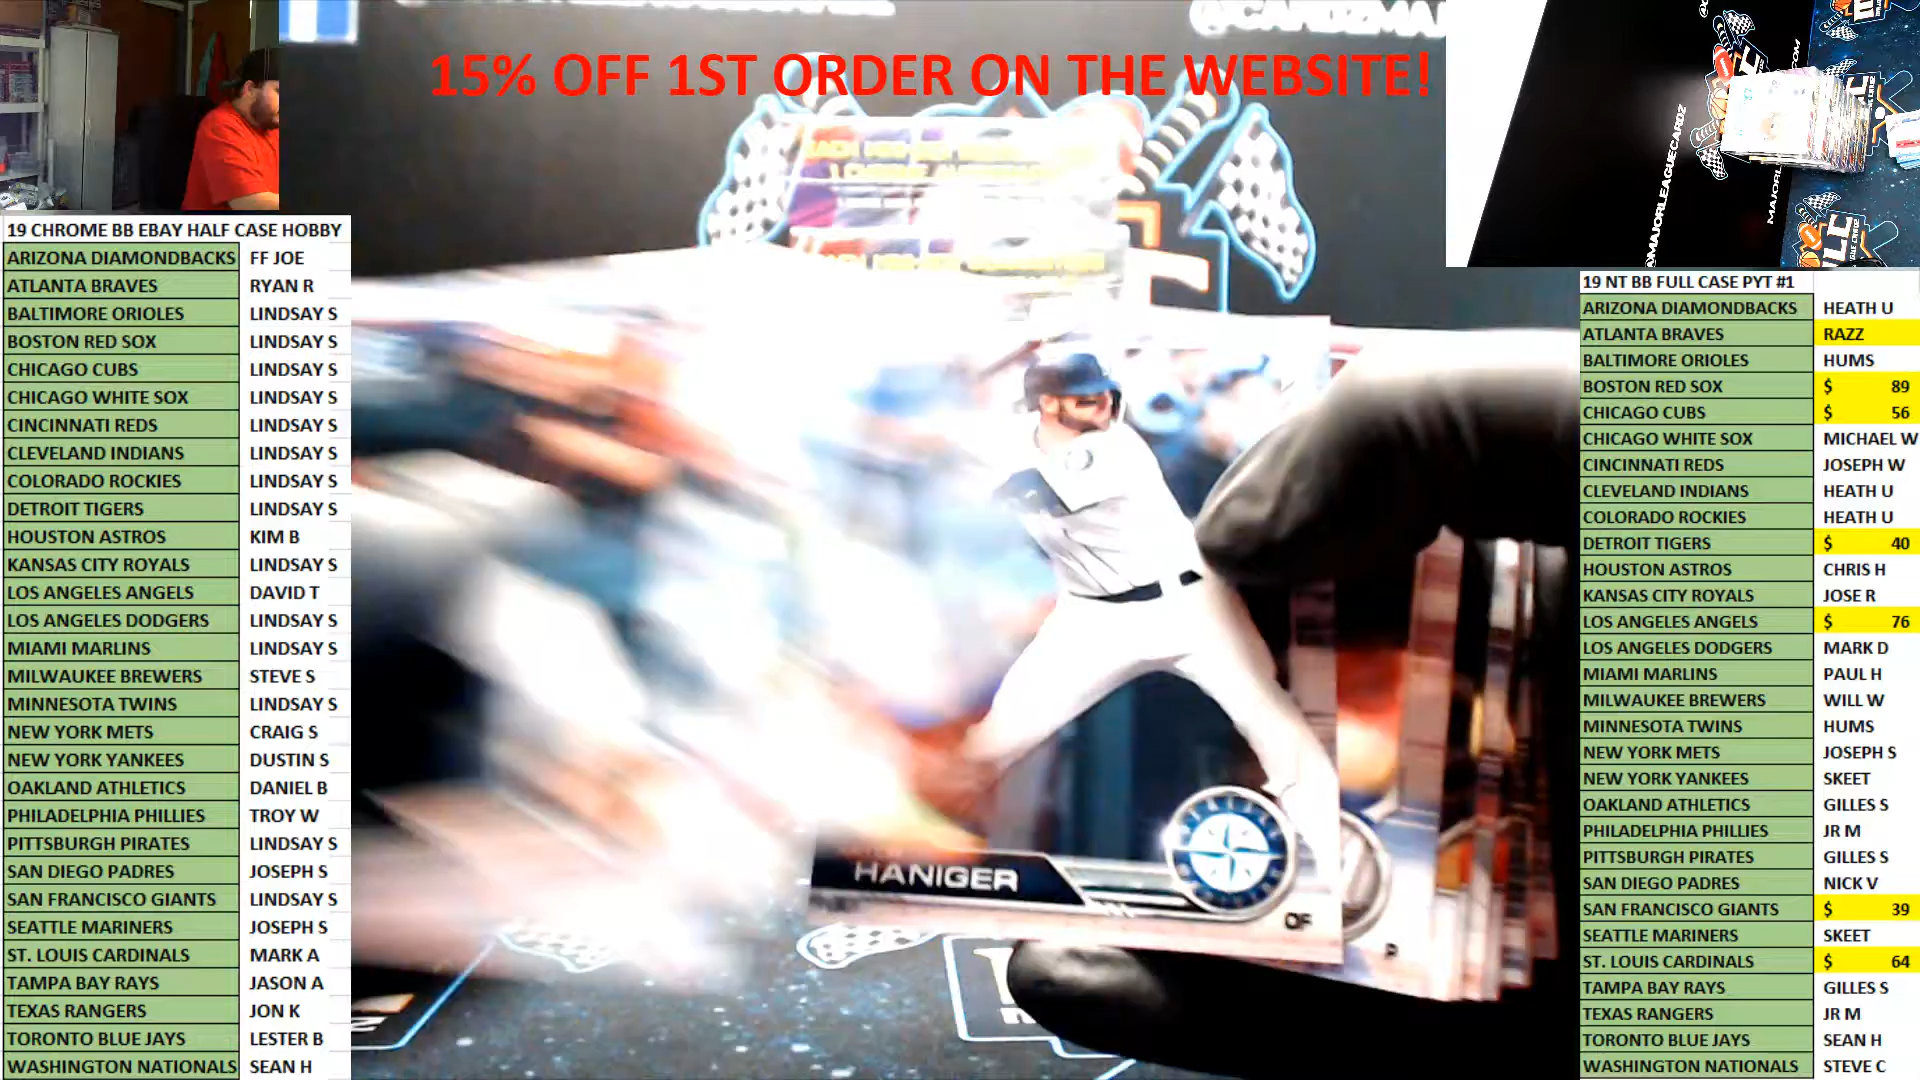 15% OFF 1ST ORDER ON THE WEBSITE!
19 CHROME BB EBAY HALF CASE HOBBY
ARIZONA DIAMONDBACKS FF JOE
ATLANTA BRAVES RYAN R
BALTIMORE ORIOLES LINDSAY S
BOSTON RED SOX LINDSAY S
CHICAGO CUBS LINDSAY S
CHICAGO WHITE SOX LINDSAY S
CINCINNATI REDS LINDSAY S
CLEVELAND INDIANS LINDSAY S
COLORADO ROCKIES LINDSAY S
DETROIT TIGERS LINDSAY S
HOUSTON ASTROS KIM B
KANSAS CITY ROYALS LINDSAY S
LOS ANGELES ANGELS DAVID T
LOS ANGELES DODGERS LINDSAY S
MIAMI MARLINS LINDSAY S
MILWAUKEE BREWERS STEVE S
MINNESOTA TWINS LINDSAY S
NEW YORK METS CRAIG S
NEW YORK YANKEES DUSTIN S
OAKLAND ATHLETICS DANIEL B
PHILADELPHIA PHILLIES TROY W
PITTSBURGH PIRATES LINDSAY S
SAN DIEGO PADRES JOSEPH S
SAN FRANCISCO GIANTS LINDSAY S
SEATTLE MARINERS JOSEPH S
ST. LOUIS CARDINALS MARK A
TAMPA BAY RAYS JASON A
TEXAS RANGERS JON K
TORONTO BLUE JAYS LESTER B
WASHINGTON NATIONALS SEAN H
HANIGER
OF
P
@MAJORLEAGUECARDZ
19 NT BB FULL CASE PYT #1
ARIZONA DIAMONDBACKS HEATH U
ATLANTA BRAVES RAZZ
BALTIMORE ORIOLES HUMS
BOSTON RED SOX $ 89
CHICAGO CUBS $ 56
CHICAGO WHITE SOX MICHAEL W
CINCINNATI REDS JOSEPH W
CLEVELAND INDIANS HEATH U
COLORADO ROCKIES HEATH U
DETROIT TIGERS $ 40
HOUSTON ASTROS CHRIS H
KANSAS CITY ROYALS JOSE R
LOS ANGELES ANGELS $ 76
LOS ANGELES DODGERS MARK D
MIAMI MARLINS PAUL H
MILWAUKEE BREWERS WILL W
MINNESOTA TWINS HUMS
NEW YORK METS JOSEPH S
NEW YORK YANKEES SKEET
OAKLAND ATHLETICS GILLES S
PHILADELPHIA PHILLIES JR M
PITTSBURGH PIRATES GILLES S
SAN DIEGO PADRES NICK V
SAN FRANCISCO GIANTS $ 39
SEATTLE MARINERS SKEET
ST. LOUIS CARDINALS $ 64
TAMPA BAY RAYS GILLES S
TEXAS RANGERS JR M
TORONTO BLUE JAYS SEAN H
WASHINGTON NATIONALS STEVE C